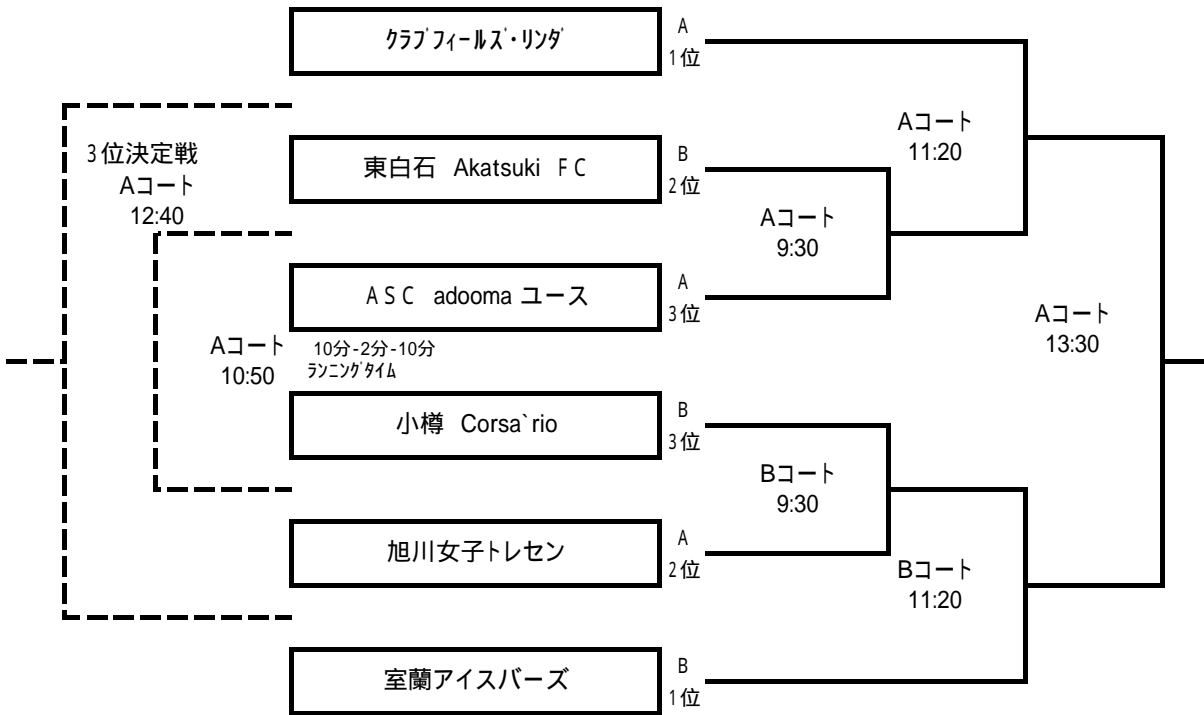 クラブフィールズ・リンダ
A
1位
3位決定戦
Aコート
12:40
東白石 Akatsuki FC
B
2位
Aコート
11:20
Aコート
9:30
ASC adooma ユース
A
3位
Aコート
10:50
10分-2分-10分
ランニングタイム
Aコート
13:30
小樽 Corsa`rio
B
3位
Bコート
9:30
旭川女子トレセン
A
2位
Bコート
11:20
室蘭アイスバーズ
B
1位